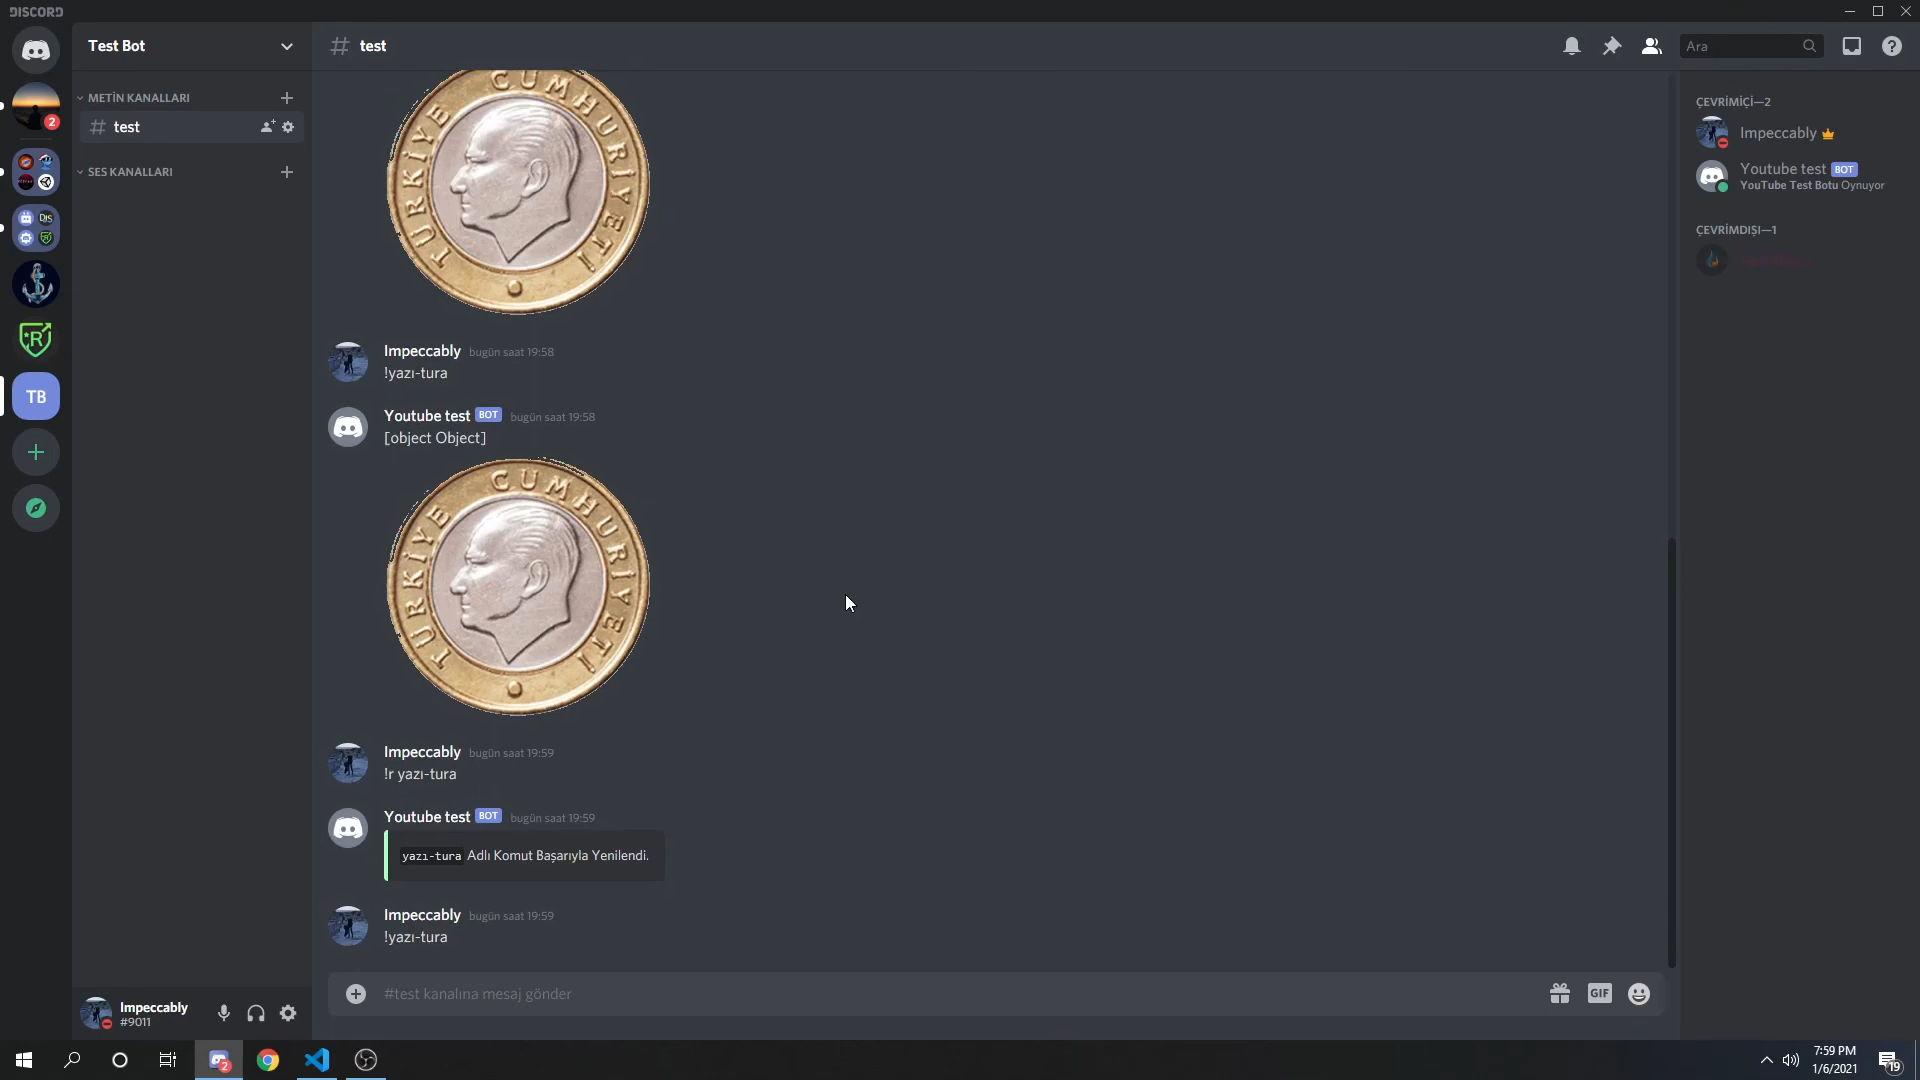 DISCORD
Test Bot
# test
Ara
METİN KANALLARI
# test
SES KANALLARI
2
TB
TÜRKİYE CUMHURİYETİ
Impeccably bugün saat 19:58
!yazı-tura
Youtube test BOT bugün saat 19:58
[object Object]
TÜRKİYE CUMHURİYETİ
Impeccably bugün saat 19:59
!r yazı-tura
Youtube test BOT bugün saat 19:59
yazı-tura Adlı Komut Başarıyla Yenilendi.
Impeccably bugün saat 19:59
!yazı-tura
#test kanalına mesaj gönder
GIF
ÇEVRİMİÇİ—2
Impeccably
Youtube test BOT
YouTube Test Botu Oynuyor
ÇEVRİMDIŞI—1
Impeccably
#9011
2
7:59 PM
1/6/2021
19